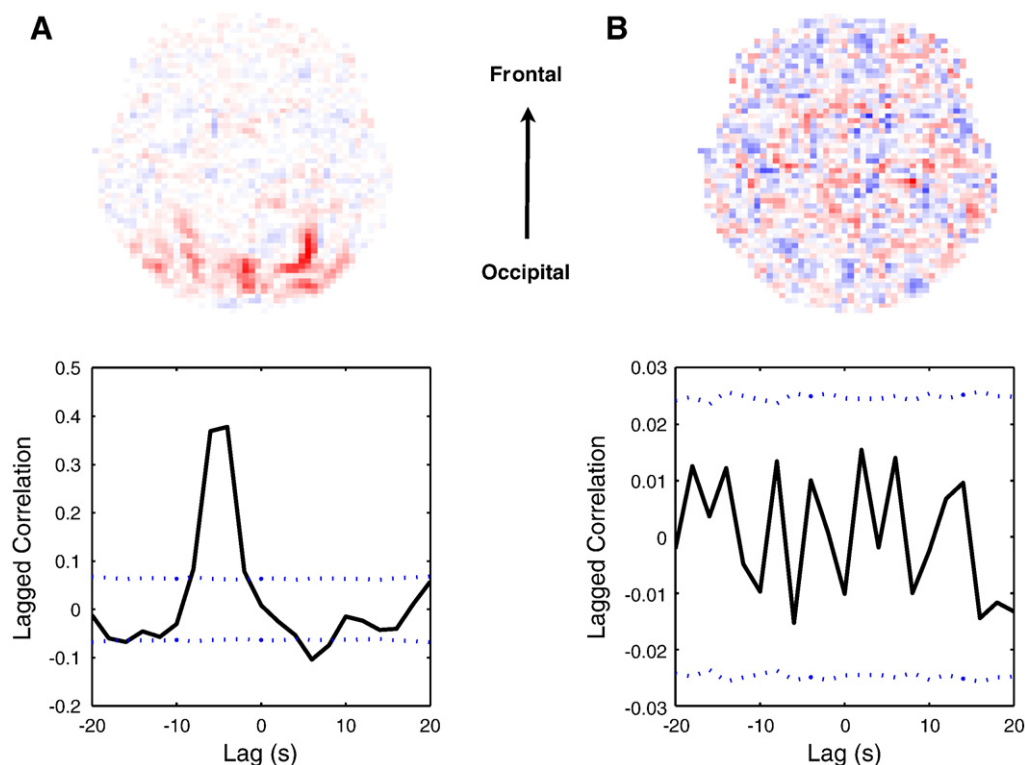 A
B
Frontal
Occipital
0.5
0.4
0.3
0.2
0.1
0
-0.1
-0.2
Lagged Correlation
-20 -10 0 10 20
Lag (s)
0.03
0.02
0.01
0
-0.01
-0.02
-0.03
Lagged Correlation
-20 -10 0 10 20
Lag (s)